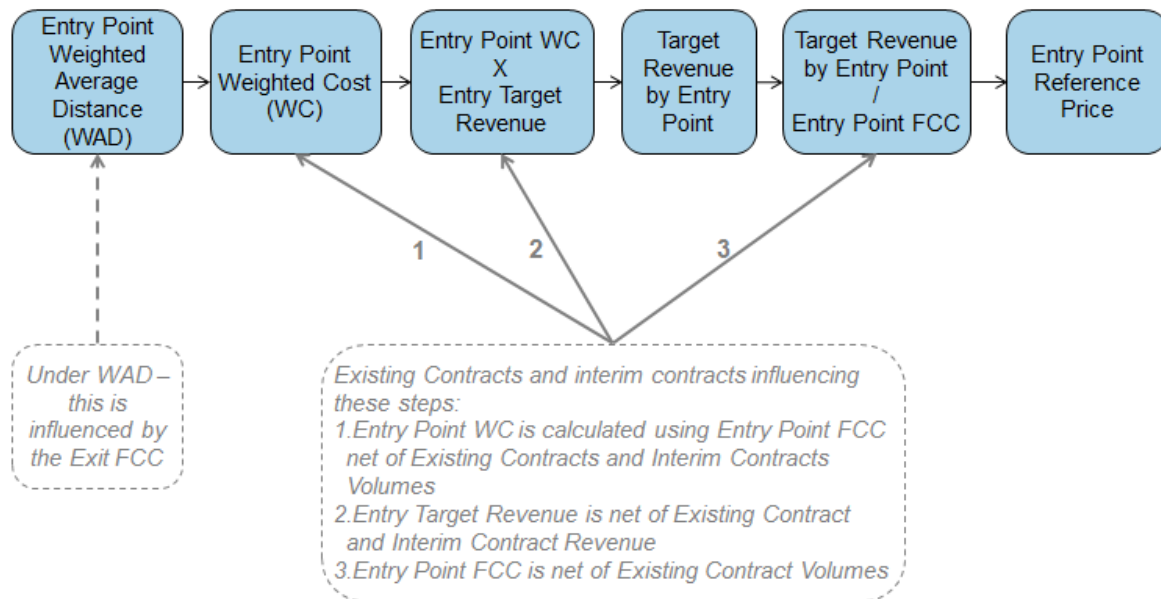 Entry Point
Weighted
Average
Distance
(WAD)
Entry Point
Weighted Cost
(WC)
Entry Point WC
X
Entry Target
Revenue
Target
Revenue
by Entry
Point
Target Revenue
by Entry Point
/
Entry Point FCC
Entry Point
Reference
Price
1
2
3
Under WAD –
this is
influenced by
the Exit FCC
Existing Contracts and interim contracts influencing
these steps:
1.Entry Point WC is calculated using Entry Point FCC
net of Existing Contracts and Interim Contracts
Volumes
2.Entry Target Revenue is net of Existing Contract
and Interim Contract Revenue
3.Entry Point FCC is net of Existing Contract Volumes